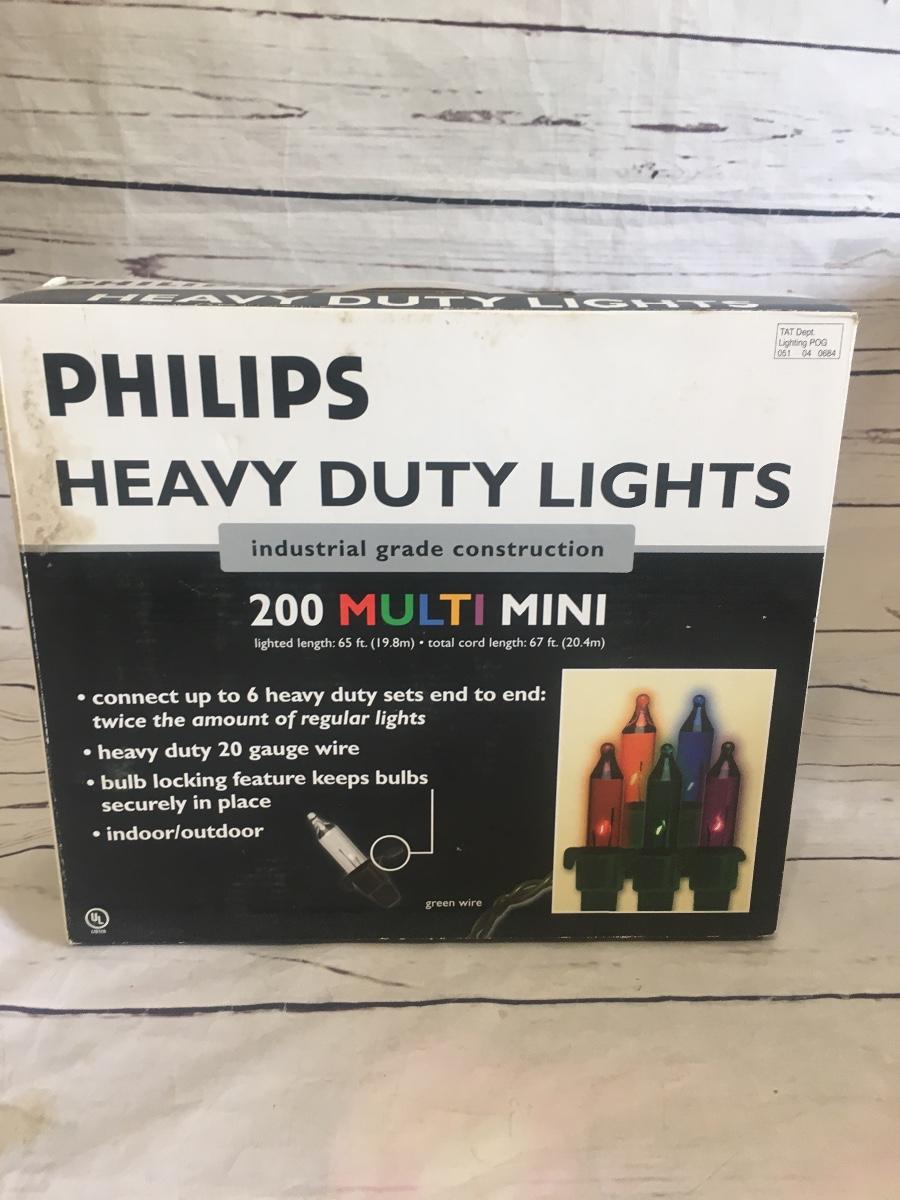 HEAVY DUTY LIGHTS
TAT Dept.
Lighting POG
051 04 0684
PHILIPS
HEAVY DUTY LIGHTS
industrial grade construction
200 MULTI MINI
lighted length: 65 ft. (19.8m) • total cord length: 67 ft. (20.4m)
• connect up to 6 heavy duty sets end to end:
twice the amount of regular lights
• heavy duty 20 gauge wire
• bulb locking feature keeps bulbs
securely in place
• indoor/outdoor
green wire
UL
LISTED